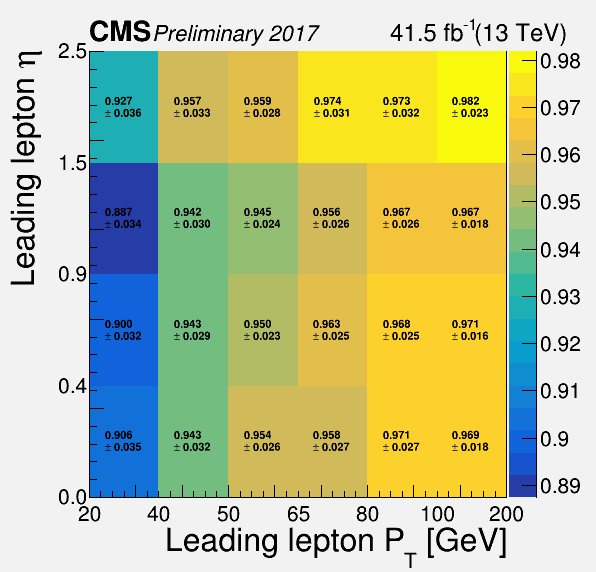 CMS Preliminary 2017 41.5 fb-1(13 TeV)
Leading lepton η
2.5
1.5
0.9
0.4
0.0
0.927 ± 0.036
0.957 ± 0.033
0.959 ± 0.028
0.974 ± 0.031
0.973 ± 0.032
0.982 ± 0.023
0.887 ± 0.034
0.942 ± 0.030
0.945 ± 0.024
0.956 ± 0.026
0.967 ± 0.026
0.967 ± 0.018
0.900 ± 0.032
0.943 ± 0.029
0.950 ± 0.023
0.963 ± 0.025
0.968 ± 0.025
0.971 ± 0.016
0.906 ± 0.035
0.943 ± 0.032
0.954 ± 0.026
0.958 ± 0.027
0.971 ± 0.027
0.969 ± 0.018
20 40 50 65 80 100 200
Leading lepton PT [GeV]
0.98
0.97
0.96
0.95
0.94
0.93
0.92
0.91
0.9
0.89